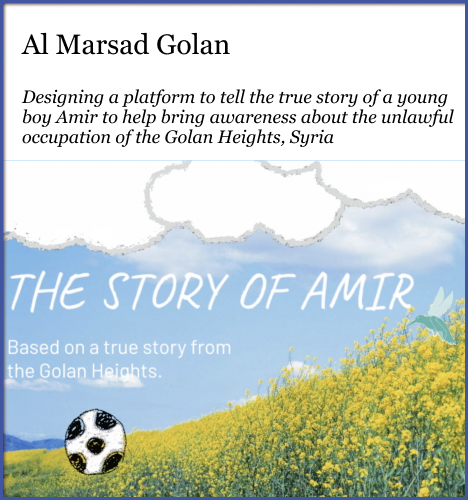 Al Marsad Golan
Designing a platform to tell the true story of a young
boy Amir to help bring awareness about the unlawful
occupation of the Golan Heights, Syria
THE STORY OF AMIR
Based on a true story from
the Golan Heights.